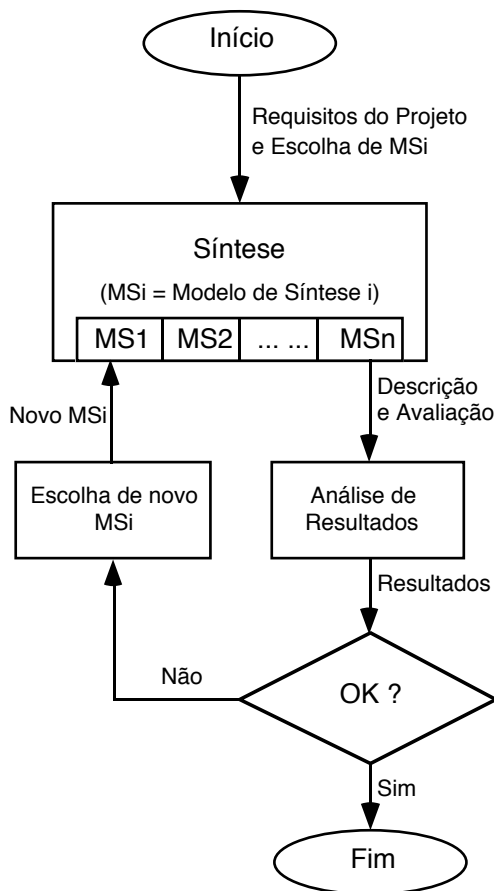 Início
Requisitos do Projeto
e Escolha de MSi
Síntese
(MSi = Modelo de Síntese i)
MS1 MS2 ... ... MSn
Novo MSi
Descrição
e Avaliação
Escolha de novo
MSi
Análise de
Resultados
Resultados
Não
OK ?
Sim
Fim